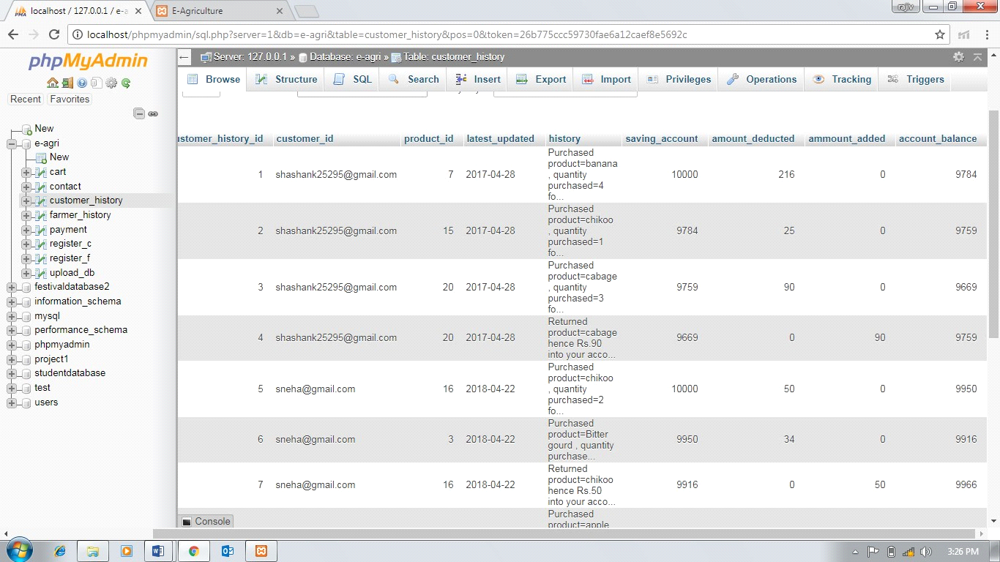 localhost / 127.0.0.1 / e-a
E-Agriculture
rajiv
localhost/phpmyadmin/sql.php?server=1&db=e-agri&table=customer_history&pos=0&token=26b775ccc59730fae6a12caef8e5692c
phpMyAdmin
Recent Favorites
New
e-agri
New
cart
contact
customer_history
farmer_history
payment
register_c
register_f
upload_db
festivaldatabase2
information_schema
mysql
performance_schema
phpmyadmin
project1
studentdatabase
test
users
Server: 127.0.0.1 » Database: e-agri » Table: customer_history
Browse Structure SQL Search Insert Export Import Privileges Operations Tracking Triggers
ustomer_history_id customer_id product_id latest_updated history saving_account amount_deducted ammount_added account_balance
Purchased
product=banana
1 shashank25295@gmail.com 7 2017-04-28 , quantity 10000 216 0 9784
purchased=4
fo...
Purchased
product=chikoo
2 shashank25295@gmail.com 15 2017-04-28 , quantity 9784 25 0 9759
purchased=1
fo...
Purchased
product=cabage
3 shashank25295@gmail.com 20 2017-04-28 , quantity 9759 90 0 9669
purchased=3
fo...
Returned
product=cabage
4 shashank25295@gmail.com 20 2017-04-28 hence Rs.90 9669 0 90 9759
into your acco...
Purchased
product=chikoo
5 sneha@gmail.com 16 2018-04-22 , quantity 10000 50 0 9950
purchased=2
fo...
Purchased
product=Bitter
6 sneha@gmail.com 3 2018-04-22 gourd , quantity 9950 34 0 9916
purchase...
Returned
product=chikoo
7 sneha@gmail.com 16 2018-04-22 hence Rs.50 9916 0 50 9966
into your acco...
Purchased
product=apple
Console
3:26 PM